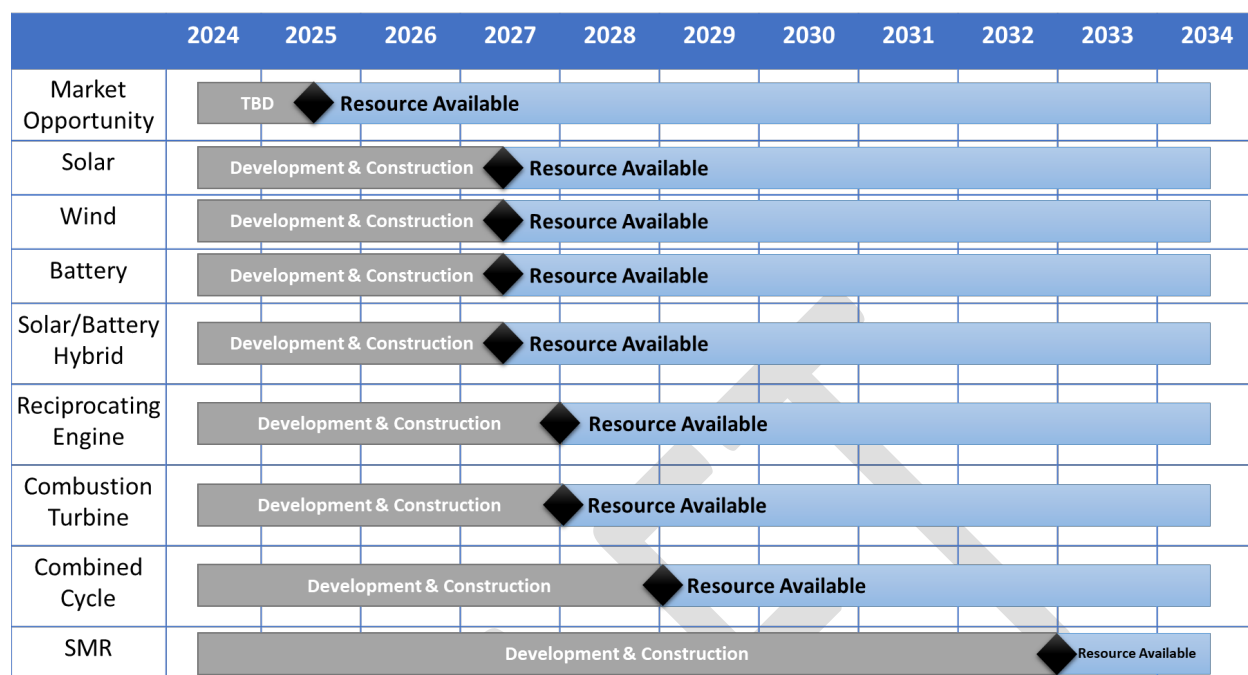 2024 2025 2026 2027 2028 2029 2030 2031 2032 2033 2034
Market
Opportunity
TBD
Resource Available
Solar
Development & Construction
Resource Available
Wind
Development & Construction
Resource Available
Battery
Development & Construction
Resource Available
Solar/Battery
Hybrid
Development & Construction
Resource Available
Reciprocating
Engine
Development & Construction
Resource Available
Combustion
Turbine
Development & Construction
Resource Available
Combined
Cycle
Development & Construction
Resource Available
SMR
Development & Construction
Resource Available